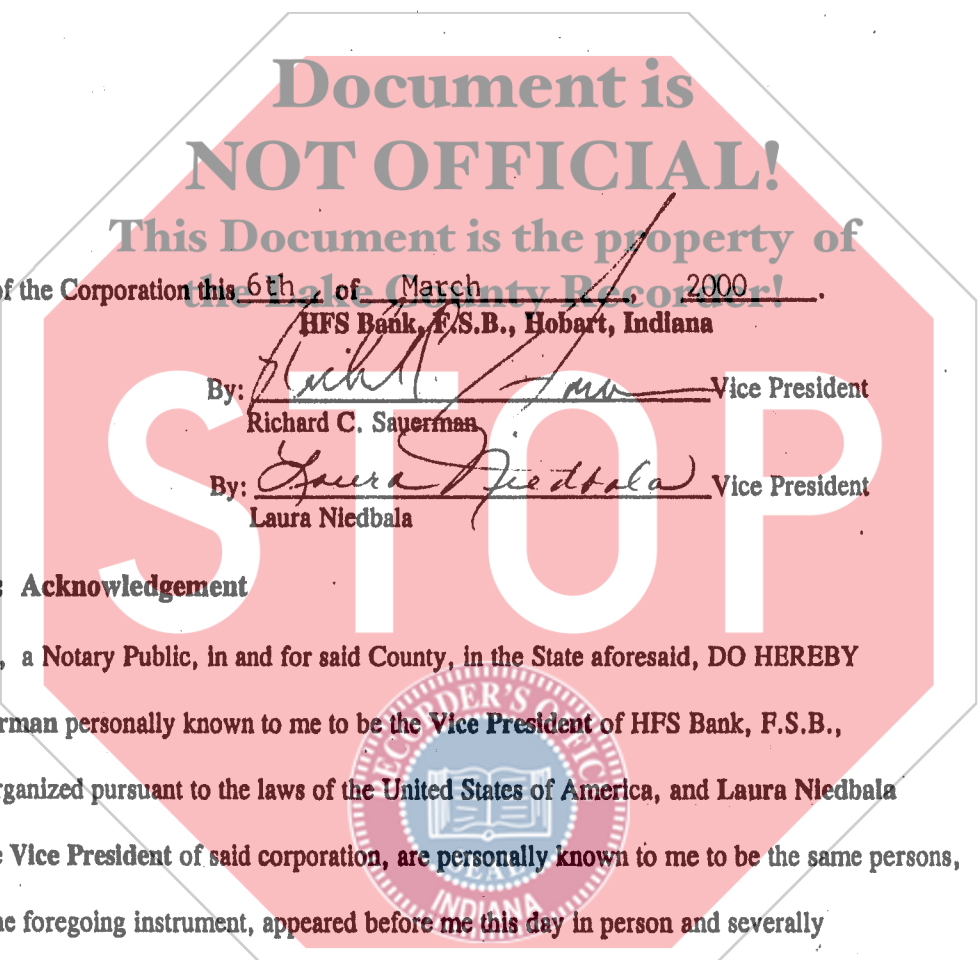 Document is
NOT OFFICIAL!
This Document is the property of
the Lake County Recorder!
of the Corporation this 6th of March, 2000.
HFS Bank, F.S.B., Hobart, Indiana
By: Vice President
Richard C. Sauerman
By: Laura Niedbala Vice President
Laura Niedbala
STOP
: Acknowledgement
, a Notary Public, in and for said County, in the State aforesaid, DO HEREBY
rman personally known to me to be the Vice President of HFS Bank, F.S.B.,
rganized pursuant to the laws of the United States of America, and Laura Niedbala
e Vice President of said corporation, are personally known to me to be the same persons,
ne foregoing instrument, appeared before me this day in person and severally
RECORDER'S OFFICE
SEAL
INDIANA